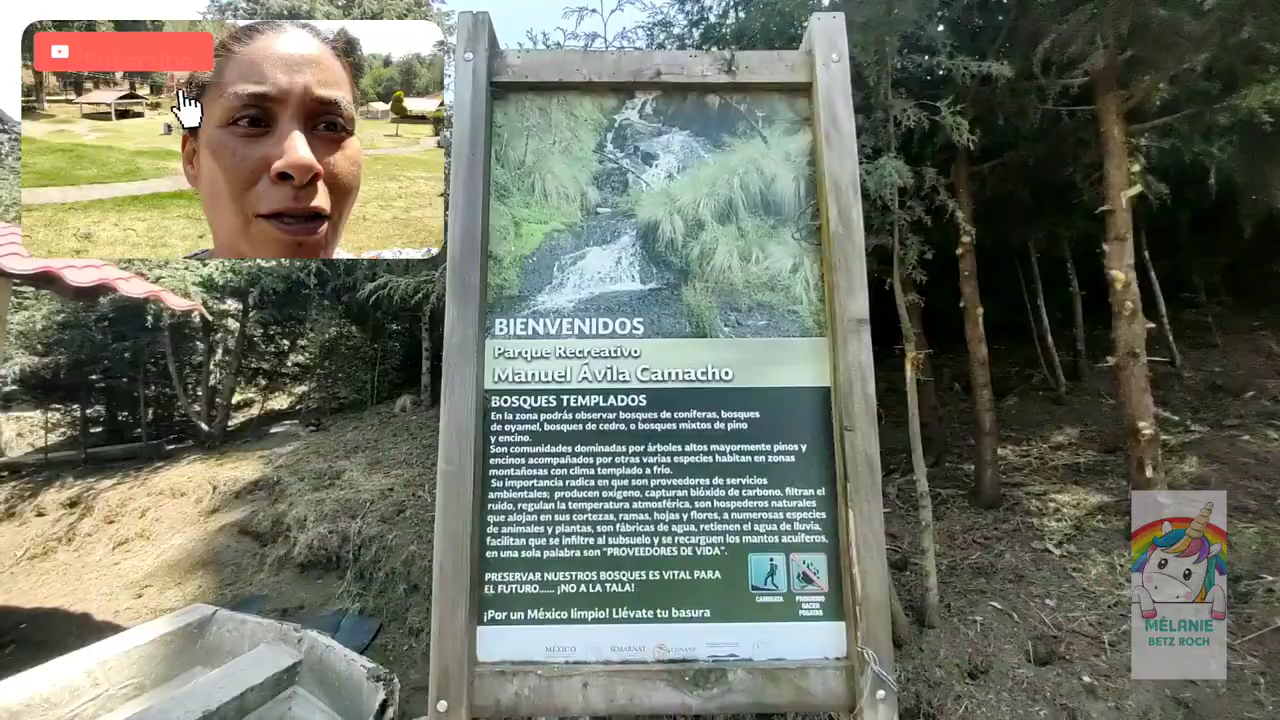 Subscribe
BIENVENIDOS
Parque Recreativo
Manuel Ávila Camacho
BOSQUES TEMPLADOS
En la zona podrás observar bosques de coníferas, bosques
de oyamel, bosques de cedro, o bosques mixtos de pino
y encino.
Son comunidades dominadas por árboles altos mayormente pinos y
encinos acompañados por otras varias especies habitan en zonas
montañosas con clima templado a frío.
Su importancia radica en que son proveedores de servicios
ambientales; producen oxígeno, capturan bióxido de carbono, filtran el
ruido, regulan la temperatura atmosférica, son hospederos naturales
que alojan en sus cortezas, ramas, hojas y flores, a numerosas especies
de animales y plantas, son fábricas de agua, retienen el agua de lluvia,
facilitan que se infiltre al subsuelo y se recarguen los mantos acuíferos,
en una sola palabra son "PROVEEDORES DE VIDA".
PRESERVAR NUESTROS BOSQUES ES VITAL PARA
EL FUTURO...... ¡NO A LA TALA!
CAMINATA
PROHIBIDO
HACER
FOGATAS
¡Por un México limpio! Llévate tu basura
MÉXICO
SEMARNAT
CONANP
MÉLANIE
BETZ ROCH